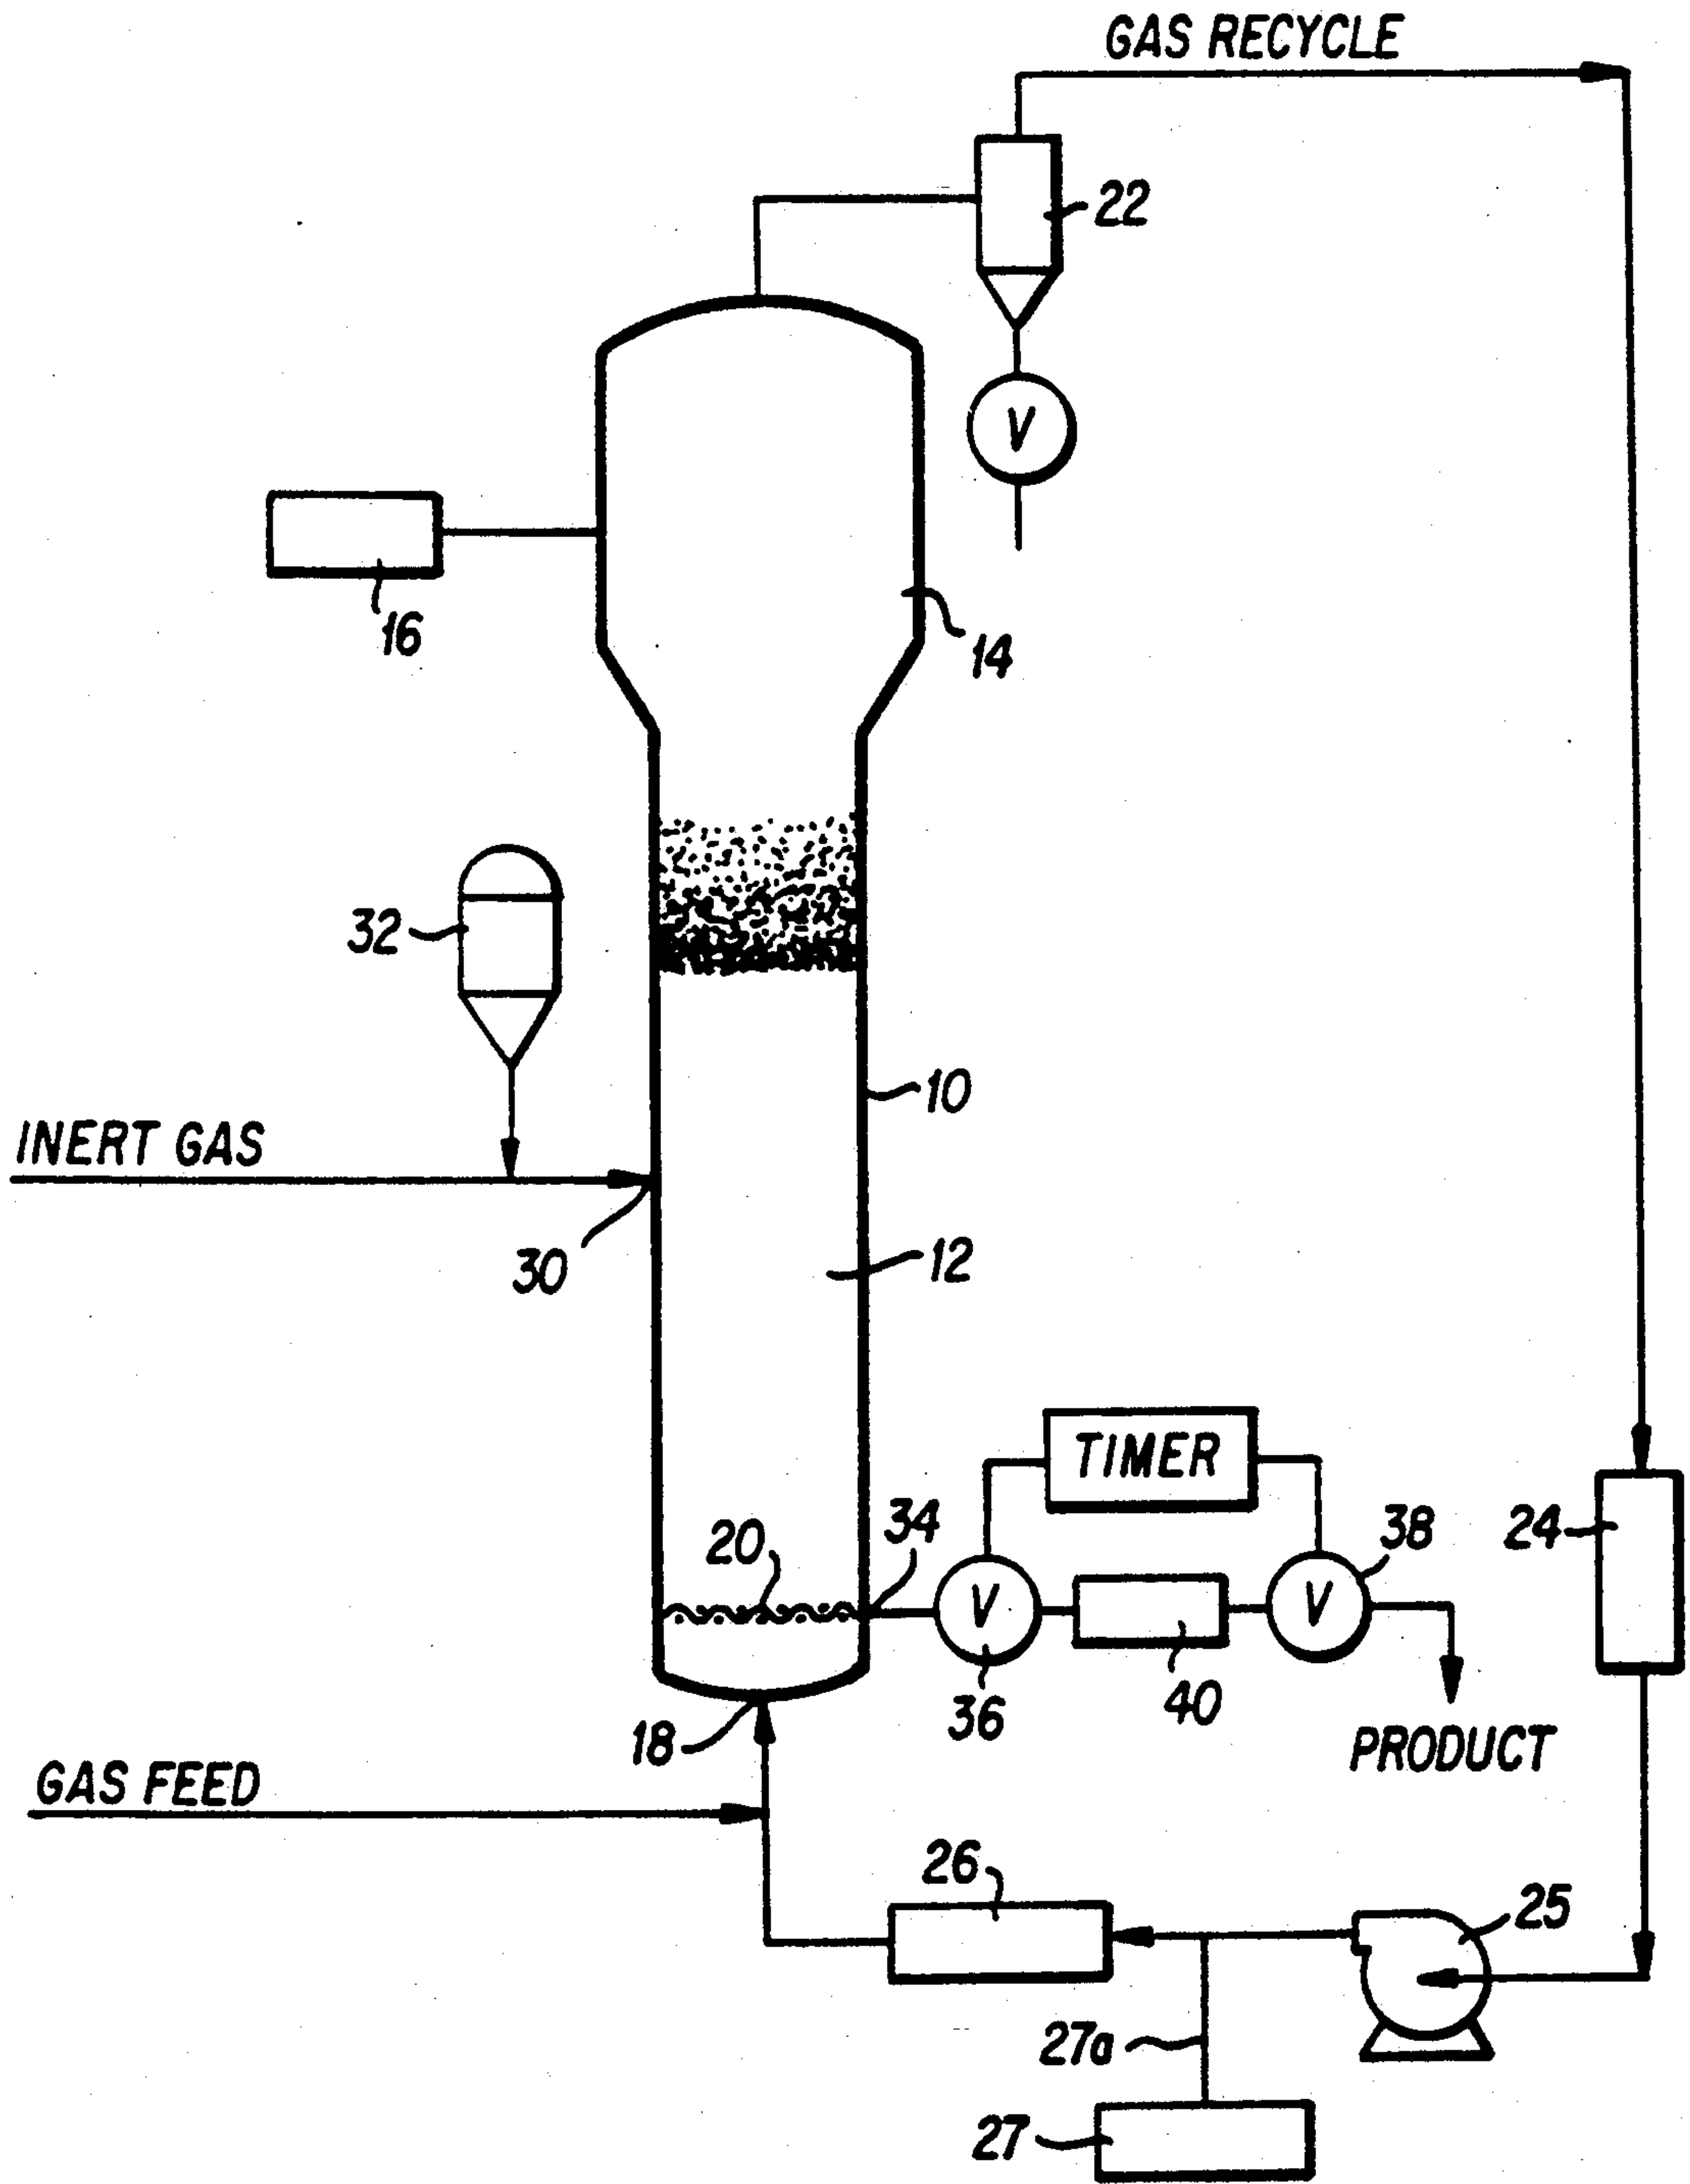 GAS RECYCLE
22
V
16
14
32
10
INERT GAS
30
12
TIMER
20
34
38
24
V
V
36
40
18
PRODUCT
GAS FEED
26
25
27a
27